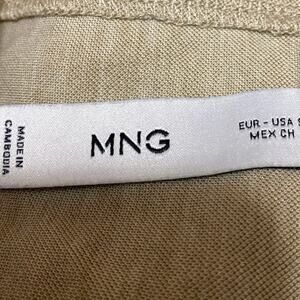 MADE IN
CAMBODIA
MNG
EUR - USA
MEX CH